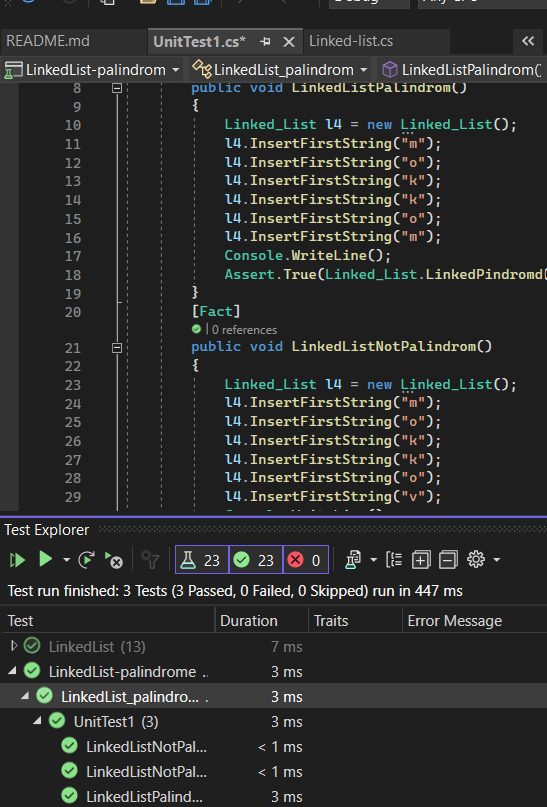 README.md UnitTest1.cs* Linked-list.cs
LinkedList-palindrom LinkedList_palindrom LinkedListPalindrom()
8 public void LinkedListPalindrom()
9 {
10 Linked_List l4 = new Linked_List();
11 l4.InsertFirstString("m");
12 l4.InsertFirstString("o");
13 l4.InsertFirstString("k");
14 l4.InsertFirstString("k");
15 l4.InsertFirstString("o");
16 l4.InsertFirstString("m");
17 Console.WriteLine();
18 Assert.True(Linked_List.LinkedPindromd(
19 }
20 [Fact]
0 references
21 public void LinkedListNotPalindrom()
22 {
23 Linked_List l4 = new Linked_List();
24 l4.InsertFirstString("m");
25 l4.InsertFirstString("o");
26 l4.InsertFirstString("k");
27 l4.InsertFirstString("k");
28 l4.InsertFirstString("o");
29 l4.InsertFirstString("v");
Test Explorer
23 23 0
Test run finished: 3 Tests (3 Passed, 0 Failed, 0 Skipped) run in 447 ms
Test Duration Traits Error Message
LinkedList (13) 7 ms
LinkedList-palindrome .. 3 ms
LinkedList_palindro... . 3 ms
UnitTest1 (3) 3 ms
LinkedListNotPal... < 1 ms
LinkedListNotPal... < 1 ms
LinkedListPalind... 3 ms